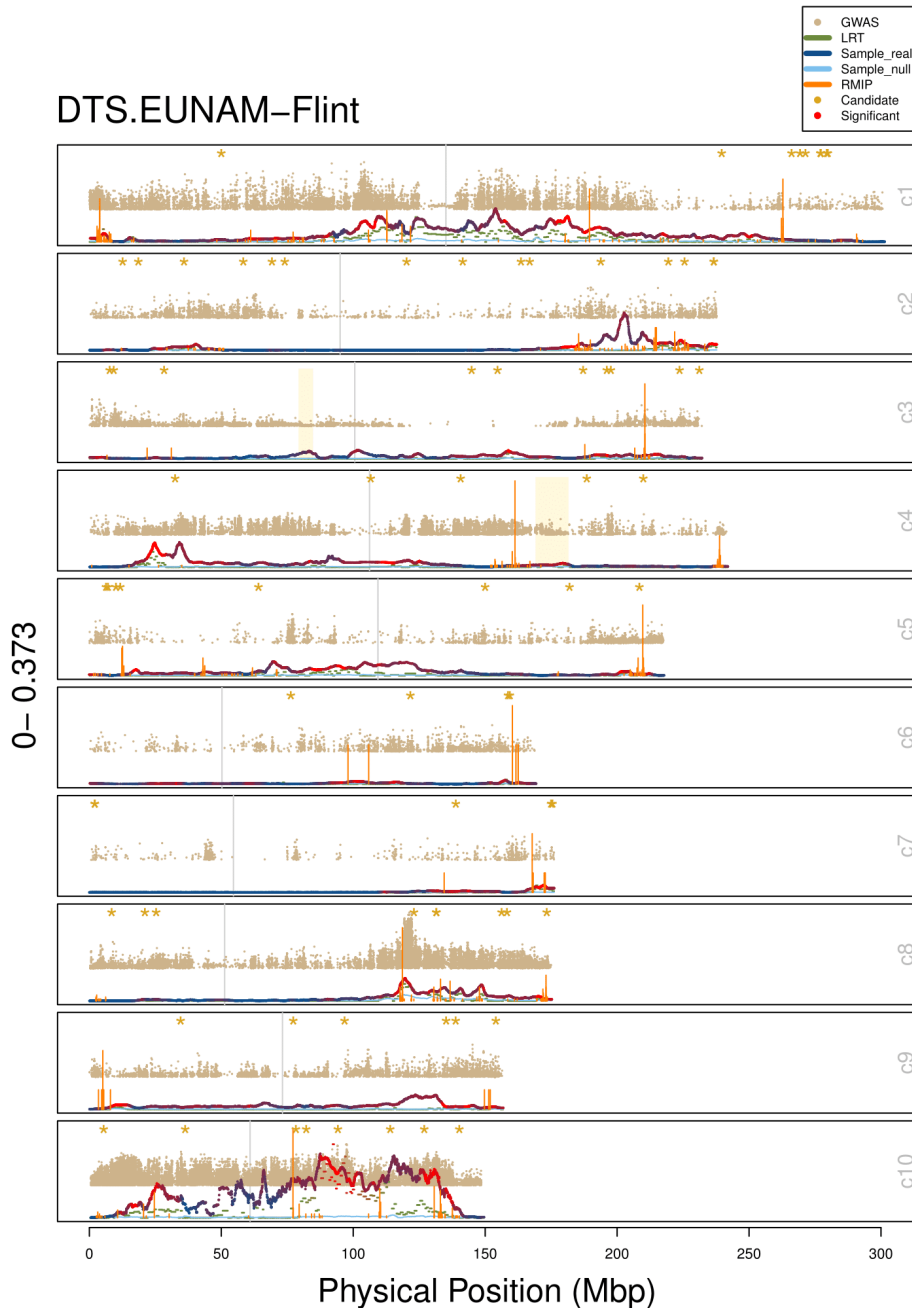 GWAS
LRT
Sample_real
Sample_null
RMIP
Candidate
Significant
DTS.EUNAM−Flint
c1
c2
c3
c4
c5
c6
c7
c8
c9
c10
0− 0.373
0 50 100 150 200 250 300
Physical Position (Mbp)